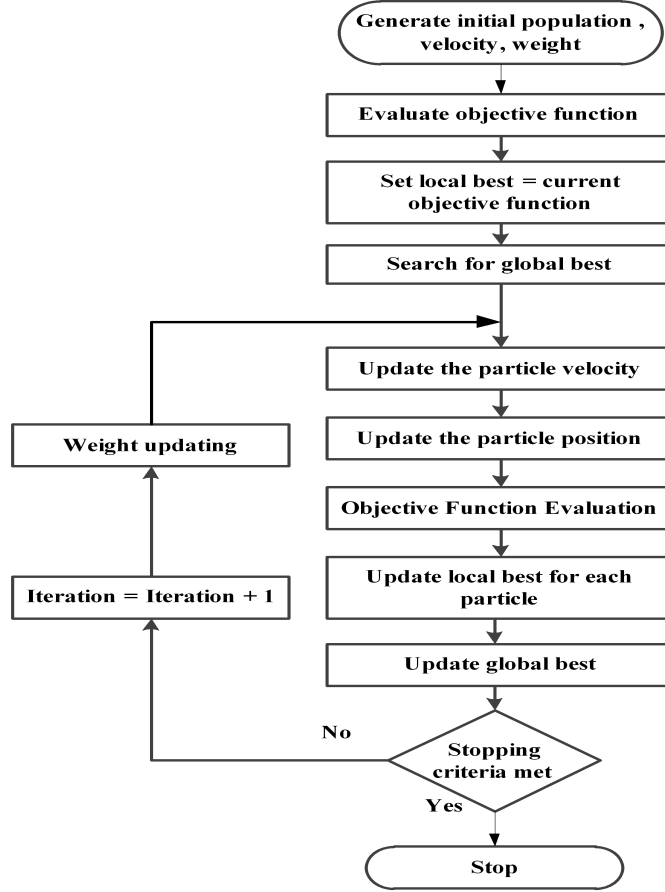 Generate initial population ,
velocity, weight
Evaluate objective function
Set local best = current
objective function
Search for global best
Update the particle velocity
Update the particle position
Weight updating
Objective Function Evaluation
Update local best for each
particle
Iteration = Iteration + 1
Update global best
No
Stopping
criteria met
Yes
Stop